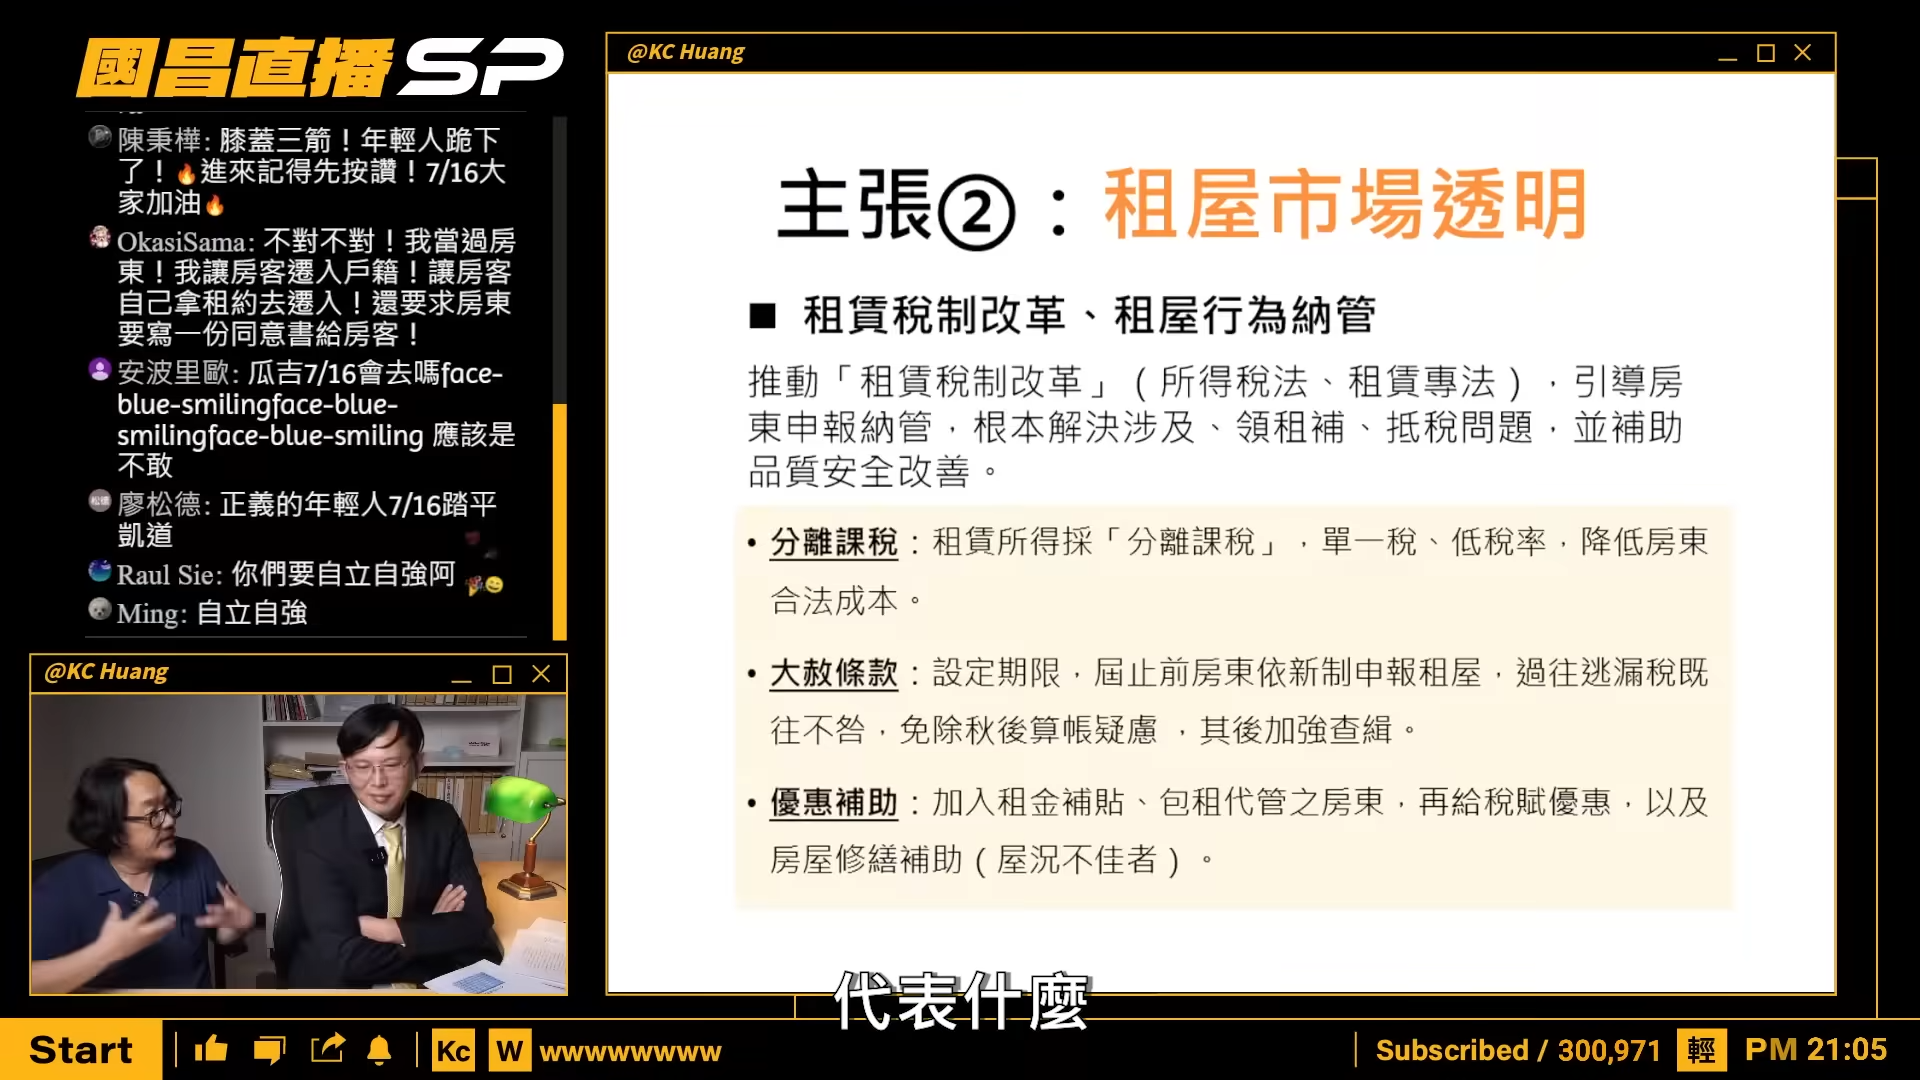 國昌直播SP
陳秉樺: 膝蓋三箭！年輕人跪下
了！🔥進來記得先按讚！7/16大
家加油🔥
OkasiSama: 不對不對！我當過房
東！我讓房客遷入戶籍！讓房客
自己拿租約去遷入！還要求房東
要寫一份同意書給房客！
安波里歐: 瓜吉7/16會去嗎face-
blue-smilingface-blue-
smilingface-blue-smiling 應該是
不敢
廖松德: 正義的年輕人7/16踏平
凱道
Raul Sie: 你們要自立自強阿
Ming: 自立自強
@KC Huang
@KC Huang
主張②：租屋市場透明
■ 租賃稅制改革、租屋行為納管
推動「租賃稅制改革」（所得稅法、租賃專法），引導房
東申報納管，根本解決涉及、領租補、抵稅問題，並補助
品質安全改善。
• 分離課稅：租賃所得採「分離課稅」，單一稅、低稅率，降低房東
合法成本。
• 大赦條款：設定期限，屆止前房東依新制申報租屋，過往逃漏稅既
往不咎，免除秋後算帳疑慮，其後加強查緝。
• 優惠補助：加入租金補貼、包租代管之房東，再給稅賦優惠，以及
房屋修繕補助（屋況不佳者）。
代表什麼
Start
Kc W wwwwwwwww
Subscribed / 300,971 輕 PM 21:05